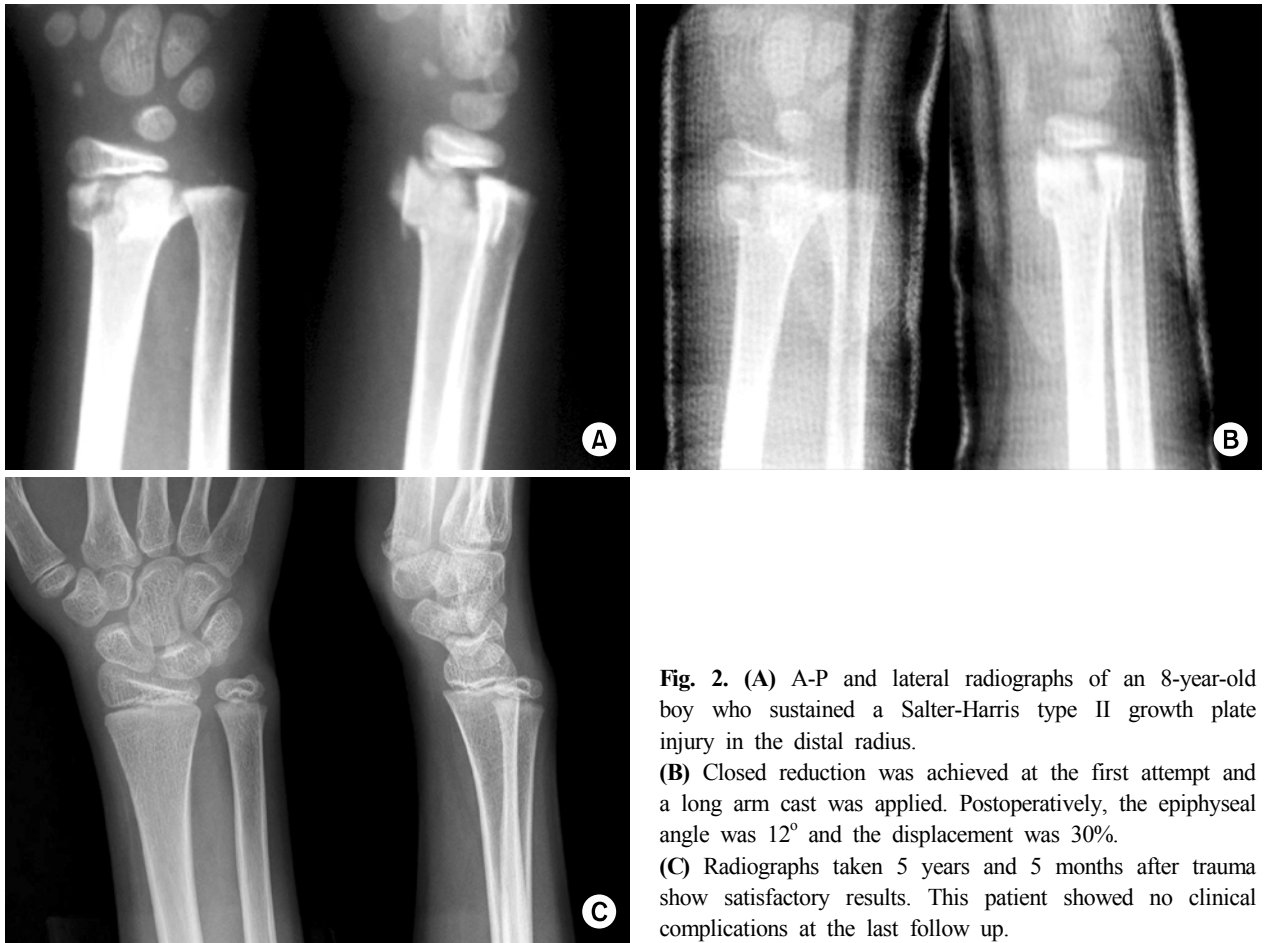 A
B
C
Fig. 2. (A) A-P and lateral radiographs of an 8-year-old
boy who sustained a Salter-Harris type II growth plate
injury in the distal radius.
(B) Closed reduction was achieved at the first attempt and
a long arm cast was applied. Postoperatively, the epiphyseal
angle was 12° and the displacement was 30%.
(C) Radiographs taken 5 years and 5 months after trauma
show satisfactory results. This patient showed no clinical
complications at the last follow up.